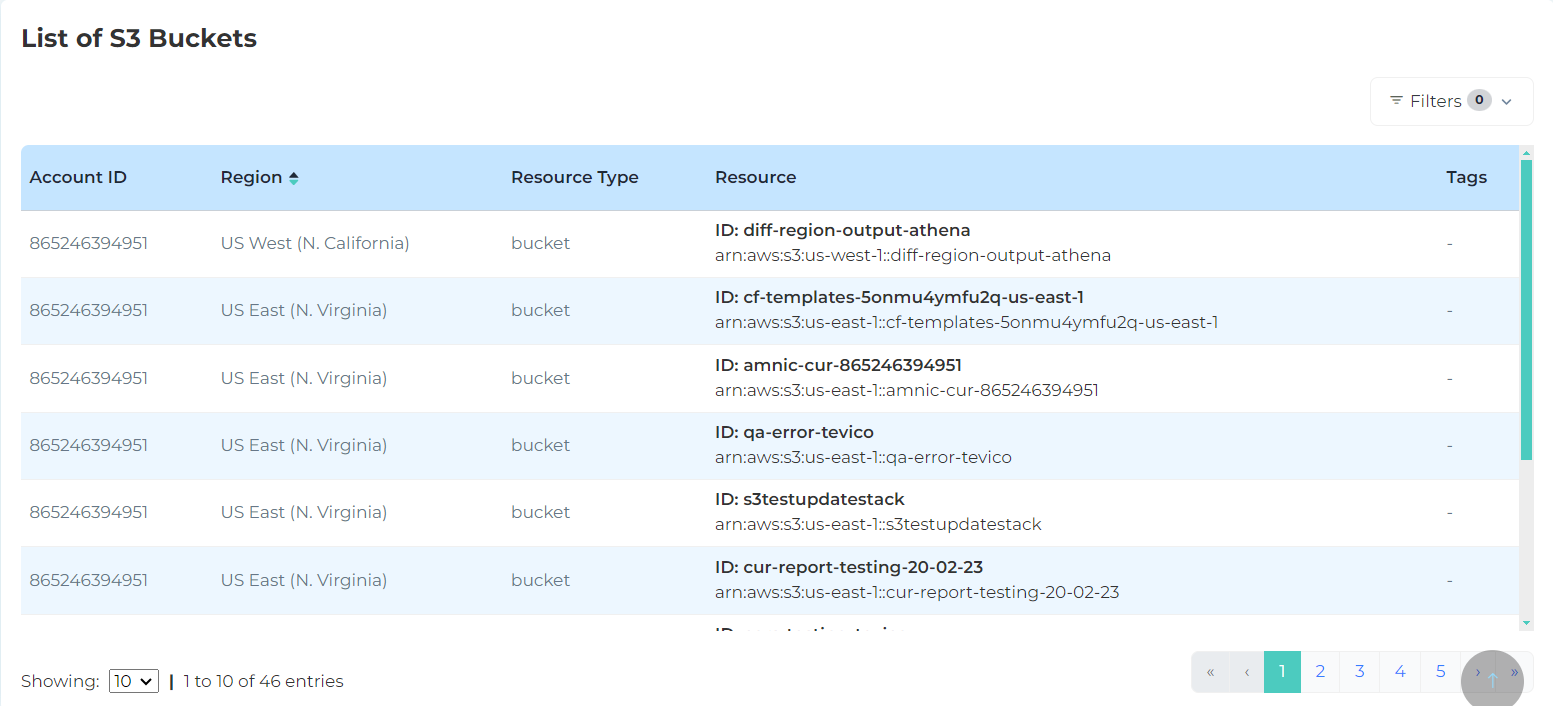 List of S3 Buckets
Filters 0
Account ID Region Resource Type Resource Tags
865246394951 US West (N. California) bucket ID: diff-region-output-athena
arn:aws:s3:us-west-1::diff-region-output-athena -
865246394951 US East (N. Virginia) bucket ID: cf-templates-5onmu4ymfu2q-us-east-1
arn:aws:s3:us-east-1::cf-templates-5onmu4ymfu2q-us-east-1 -
865246394951 US East (N. Virginia) bucket ID: amnic-cur-865246394951
arn:aws:s3:us-east-1::amnic-cur-865246394951 -
865246394951 US East (N. Virginia) bucket ID: qa-error-tevico
arn:aws:s3:us-east-1::qa-error-tevico -
865246394951 US East (N. Virginia) bucket ID: s3testupdatestack
arn:aws:s3:us-east-1::s3testupdatestack -
865246394951 US East (N. Virginia) bucket ID: cur-report-testing-20-02-23
arn:aws:s3:us-east-1::cur-report-testing-20-02-23 -
Showing: 10 | 1 to 10 of 46 entries « ‹ 1 2 3 4 5 › »